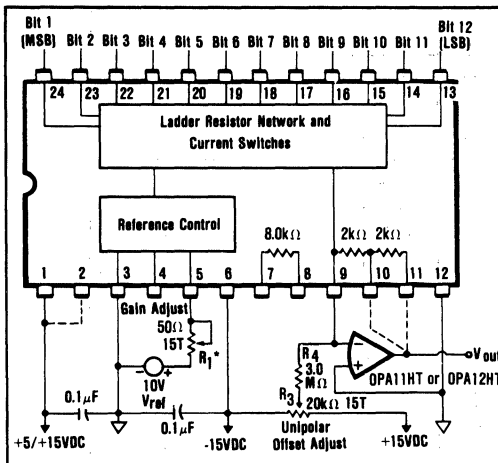 Bit 1 Bit 2 Bit 3 Bit 4 Bit 5 Bit 6 Bit 7 Bit 8 Bit 9 Bit 10 Bit 11 Bit 12
(MSB) (LSB)
24 23 22 21 20 19 18 17 16 15 14 13
Ladder Resistor Network and
Current Switches
Reference Control
8.0kΩ 2kΩ 2kΩ
1 2 3 4 5 6 7 8 9 10 11 12
Gain Adjust
50Ω
15T
R1*
10V
Vref
R4
3.0
MΩ
Vout
OPA11HT or OPA12HT
R3
20kΩ 15T
0.1µF
0.1µF
+5/+15VDC
-15VDC
Unipolar
Offset Adjust
+15VDC